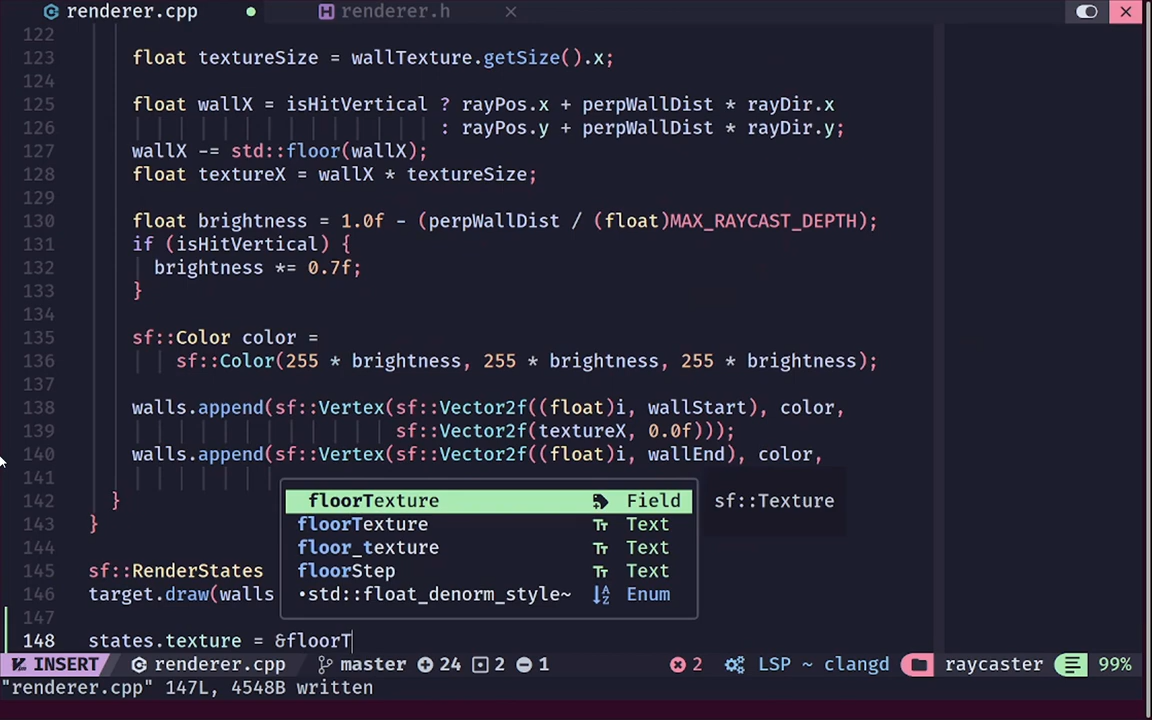 renderer.cpp renderer.h
122
123 float textureSize = wallTexture.getSize().x;
124
125 float wallX = isHitVertical ? rayPos.x + perpWallDist * rayDir.x
126 : rayPos.y + perpWallDist * rayDir.y;
127 wallX -= std::floor(wallX);
128 float textureX = wallX * textureSize;
129
130 float brightness = 1.0f - (perpWallDist / (float)MAX_RAYCAST_DEPTH);
131 if (isHitVertical) {
132 brightness *= 0.7f;
133 }
134
135 sf::Color color =
136 sf::Color(255 * brightness, 255 * brightness, 255 * brightness);
137
138 walls.append(sf::Vertex(sf::Vector2f((float)i, wallStart), color,
139 sf::Vector2f(textureX, 0.0f)));
140 walls.append(sf::Vertex(sf::Vector2f((float)i, wallEnd), color,
141
142 }
143 }
144
145 sf::RenderStates
146 target.draw(walls
147
148 states.texture = &floorT
floorTexture Field sf::Texture
floorTexture Text
floor_texture Text
floorStep Text
•std::float_denorm_style~ Enum
INSERT renderer.cpp master 24 2 1 2 LSP ~ clangd raycaster 99%
"renderer.cpp" 147L, 4548B written